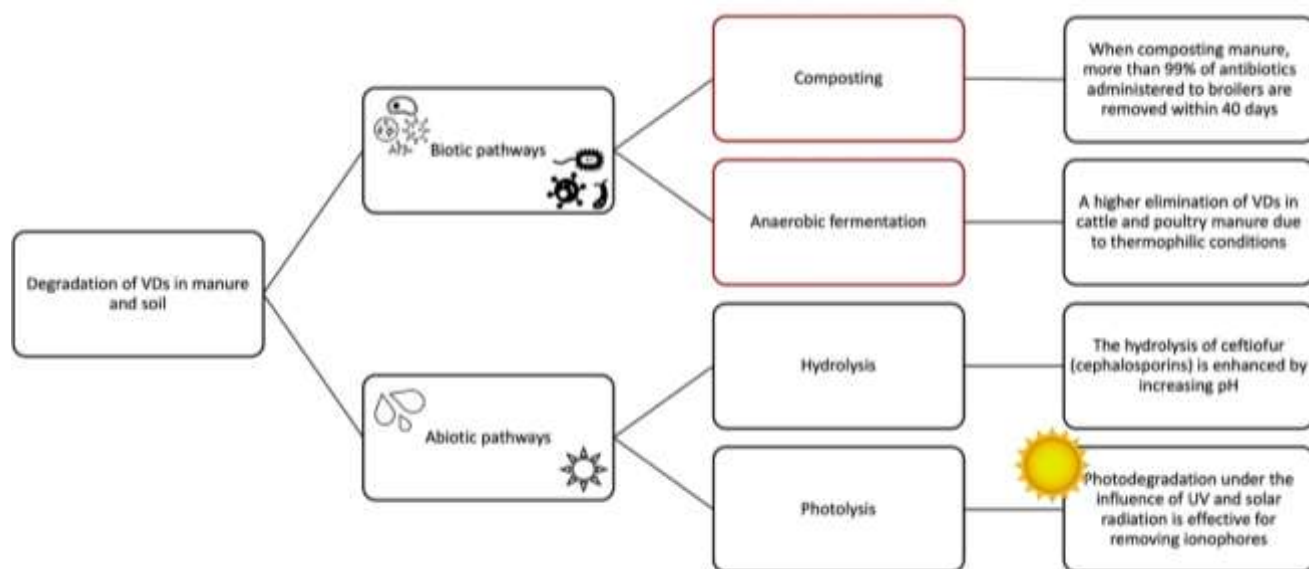 Degradation of VDs in manure
and soil
Biotic pathways
Abiotic pathways
Composting
When composting manure,
more than 99% of antibiotics
administered to broilers are
removed within 40 days
Anaerobic fermentation
A higher elimination of VDs in
cattle and poultry manure due
to thermophilic conditions
Hydrolysis
The hydrolysis of ceftiofur
(cephalosporins) is enhanced by
increasing pH
Photolysis
Photodegradation under the
influence of UV and solar
radiation is effective for
removing ionophores